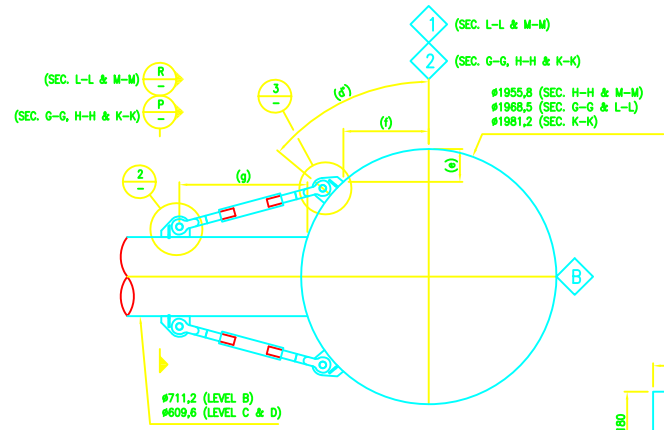 1 (SEC. L-L & M-M)
2 (SEC. G-G, H-H & K-K)
(SEC. L-L & M-M) R
-
(SEC. G-G, H-H & K-K) P
-
3
-
(d°)
(f)
ø1955,8 (SEC. H-H & M-M)
ø1968,5 (SEC. G-G & L-L)
ø1981,2 (SEC. K-K)
(e)
2
-
(g)
B
ø711,2 (LEVEL B)
ø609,6 (LEVEL C & D)
180